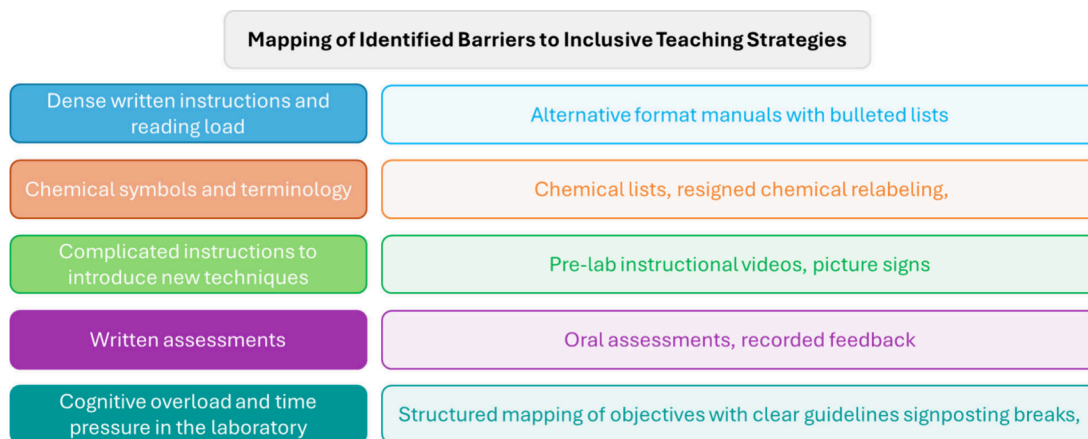 Mapping of Identified Barriers to Inclusive Teaching Strategies
Dense written instructions and
reading load
Alternative format manuals with bulleted lists
Chemical symbols and terminology
Chemical lists, resigned chemical relabeling,
Complicated instructions to
introduce new techniques
Pre-lab instructional videos, picture signs
Written assessments
Oral assessments, recorded feedback
Cognitive overload and time
pressure in the laboratory
Structured mapping of objectives with clear guidelines signposting breaks,